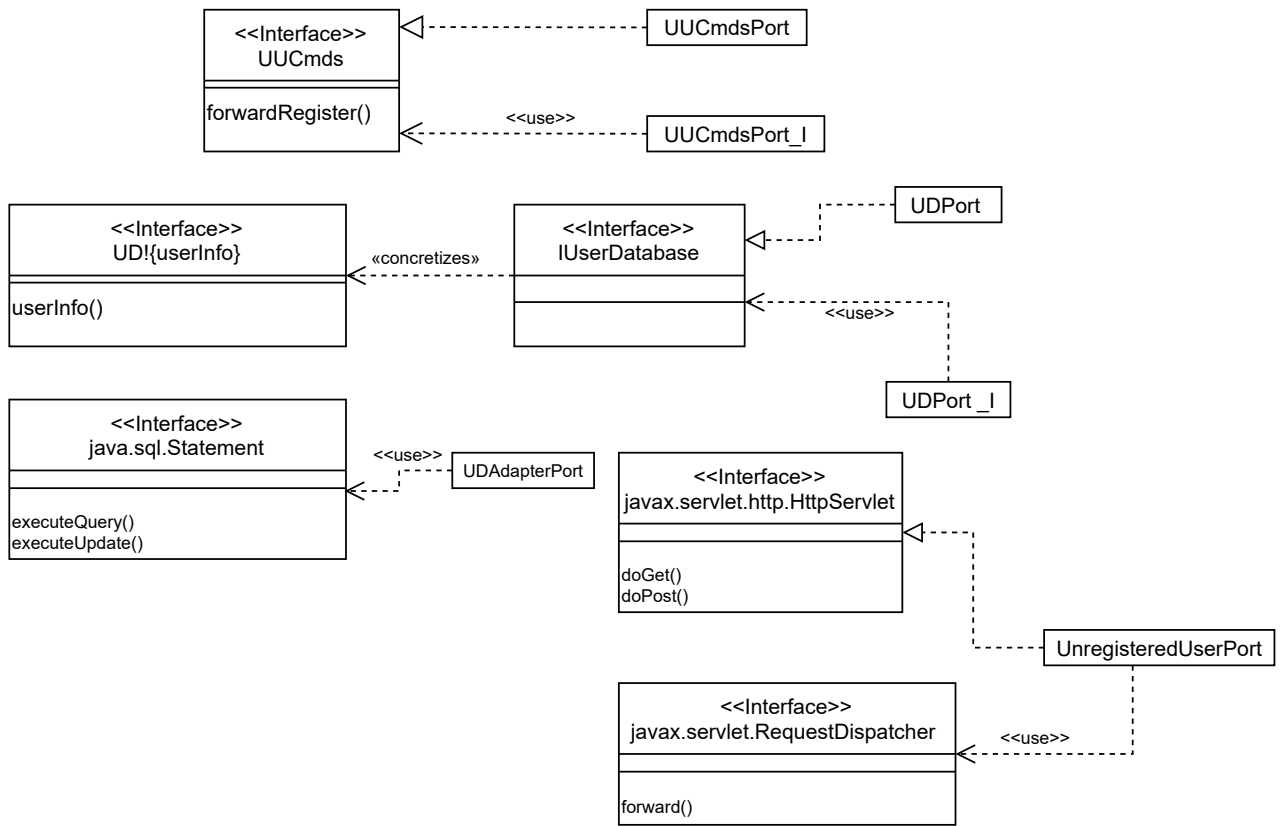 <<Interface>>
UUCmds
forwardRegister()
UUCmdsPort
<<use>>
UUCmdsPort_I
<<Interface>>
UD!{userInfo}
userInfo()
«concretizes»
<<Interface>>
IUserDatabase
UDPort
<<use>>
UDPort _I
<<Interface>>
java.sql.Statement
executeQuery()
executeUpdate()
<<use>>
UDAdapterPort
<<Interface>>
javax.servlet.http.HttpServlet
doGet()
doPost()
UnregisteredUserPort
<<Interface>>
javax.servlet.RequestDispatcher
forward()
<<use>>